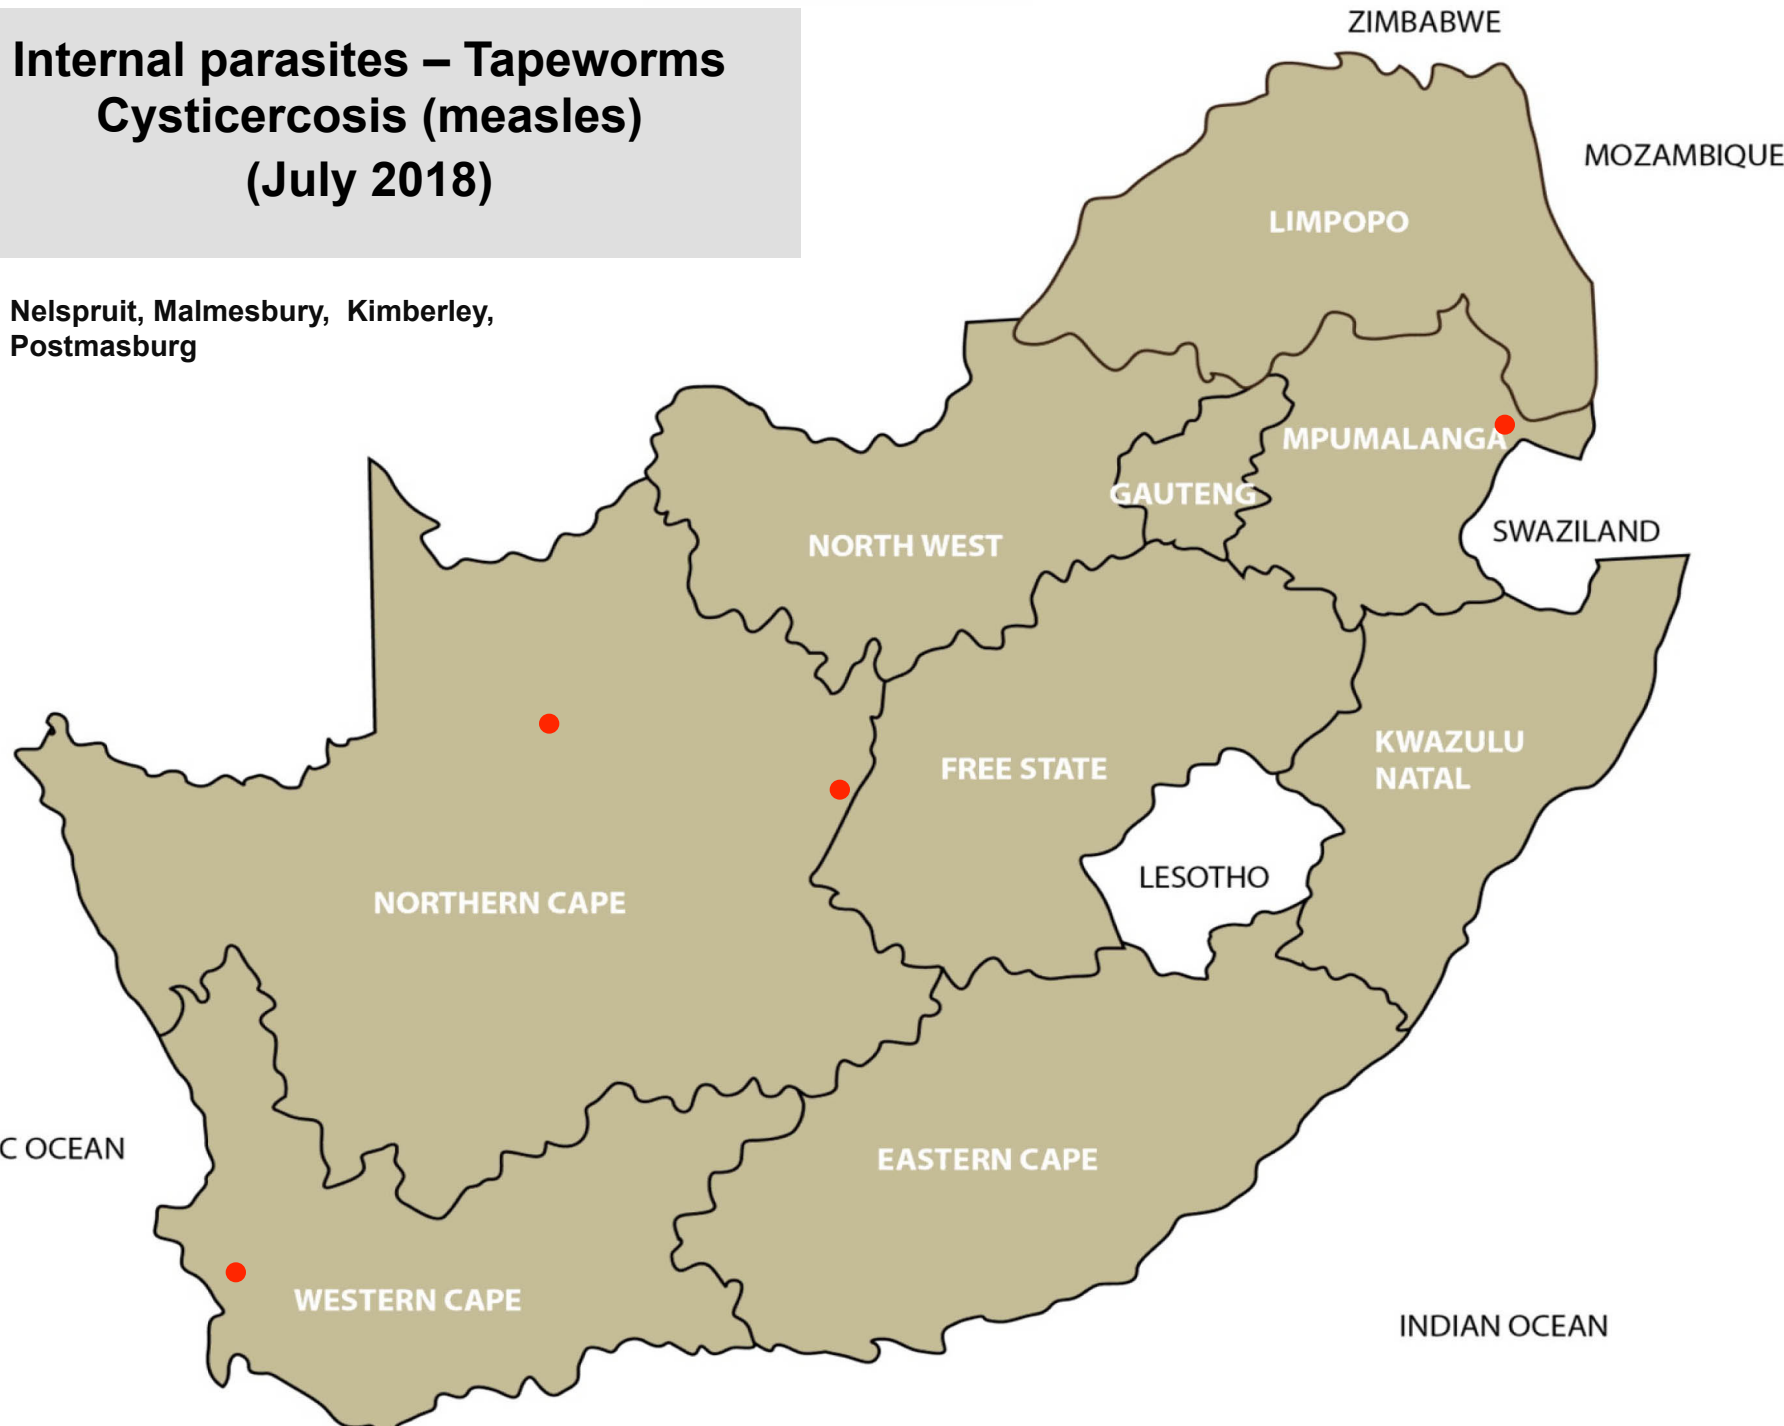 Internal parasites – Tapeworms
Cysticercosis (measles)
(July 2018)
Nelspruit, Malmesbury,  Kimberley,
Postmasburg
ZIMBABWE
MOZAMBIQUE
LIMPOPO
MPUMALANGA
GAUTENG
SWAZILAND
NORTH WEST
KWAZULU
NATAL
FREE STATE
LESOTHO
NORTHERN CAPE
C OCEAN
EASTERN CAPE
WESTERN CAPE
INDIAN OCEAN